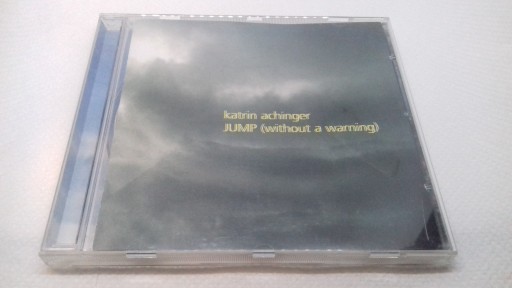 katrin achinger
JUMP (without a warning)